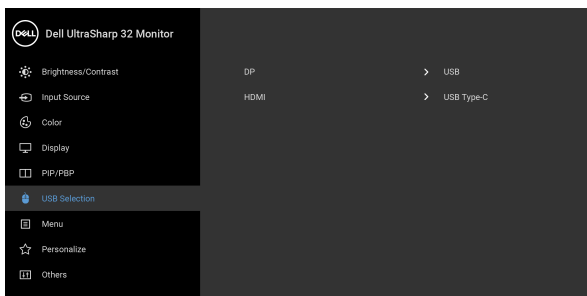 DELL Dell UltraSharp 32 Monitor
Brightness/Contrast DP USB
Input Source HDMI USB Type-C
Color
Display
PIP/PBP
USB Selection
Menu
Personalize
Others